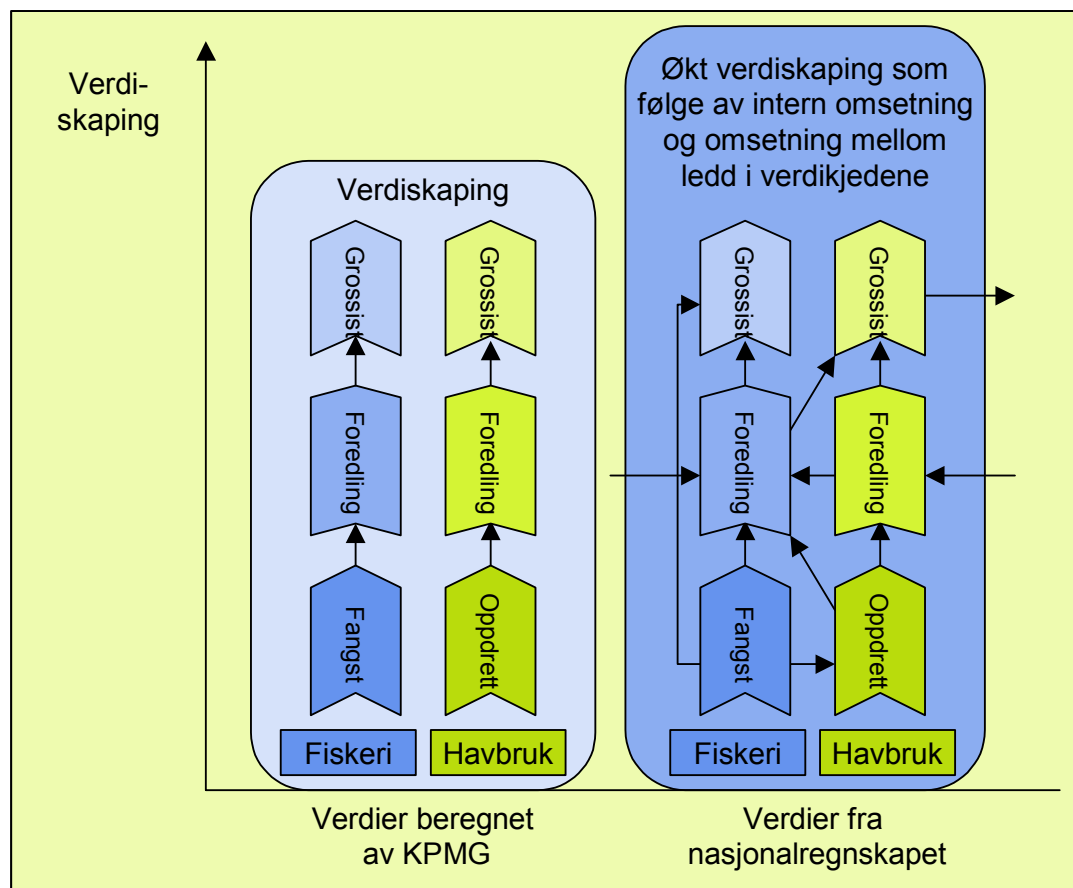 Verdi-
skaping
Verdiskaping
Grossist
Grossist
Foredling
Foredling
Fangst
Oppdrett
Fiskeri
Havbruk
Verdier beregnet
av KPMG
Økt verdiskaping som
følge av intern omsetning
og omsetning mellom
ledd i verdikjedene
Grossist
Grossist
Foredling
Foredling
Fangst
Oppdrett
Fiskeri
Havbruk
Verdier fra
nasjonalregnskapet